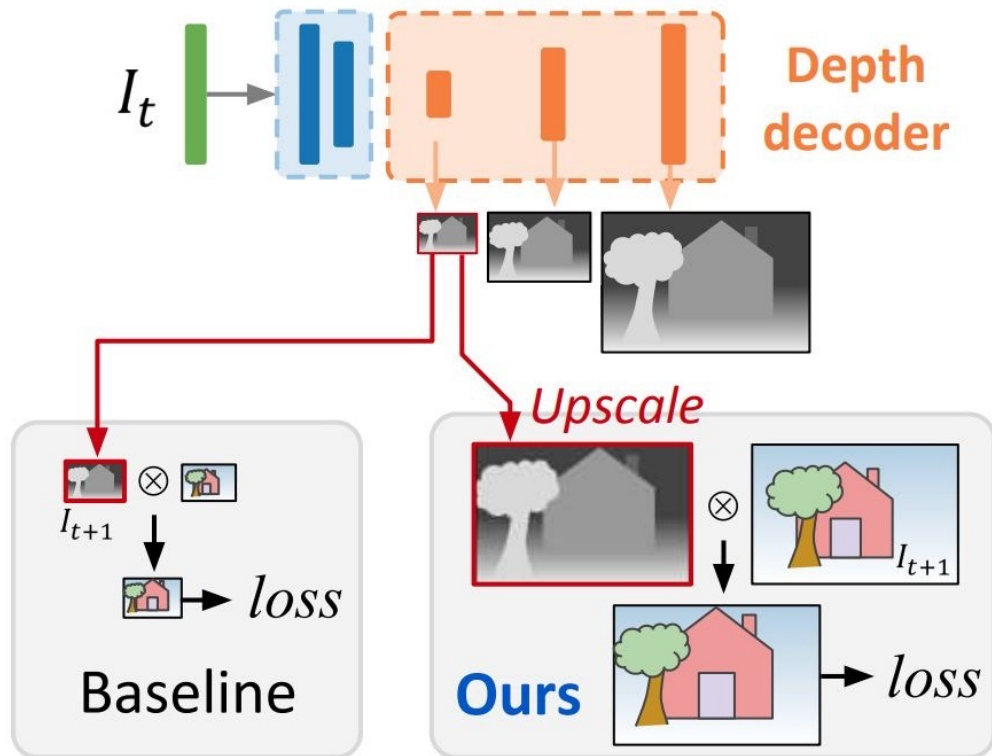 I_t
Depth
decoder
Upscale
I_{t+1}
⊗
⊗
I_{t+1}
loss
loss
Baseline
Ours